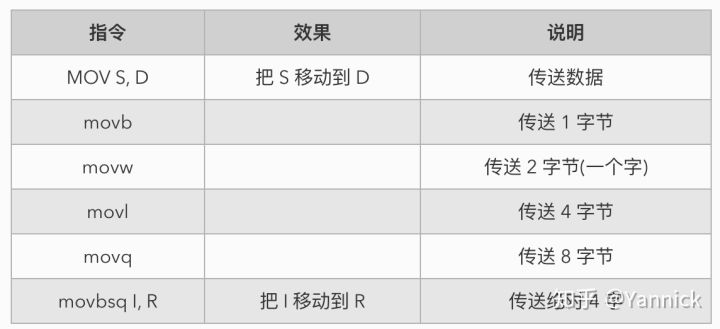 指令 效果 说明
MOV S, D 把 S 移动到 D 传送数据
movb 传送 1 字节
movw 传送 2 字节(一个字)
movl 传送 4 字节
movq 传送 8 字节
movbsq I, R 把 I 移动到 R 传送绝对 4 字
知乎 @Yannick